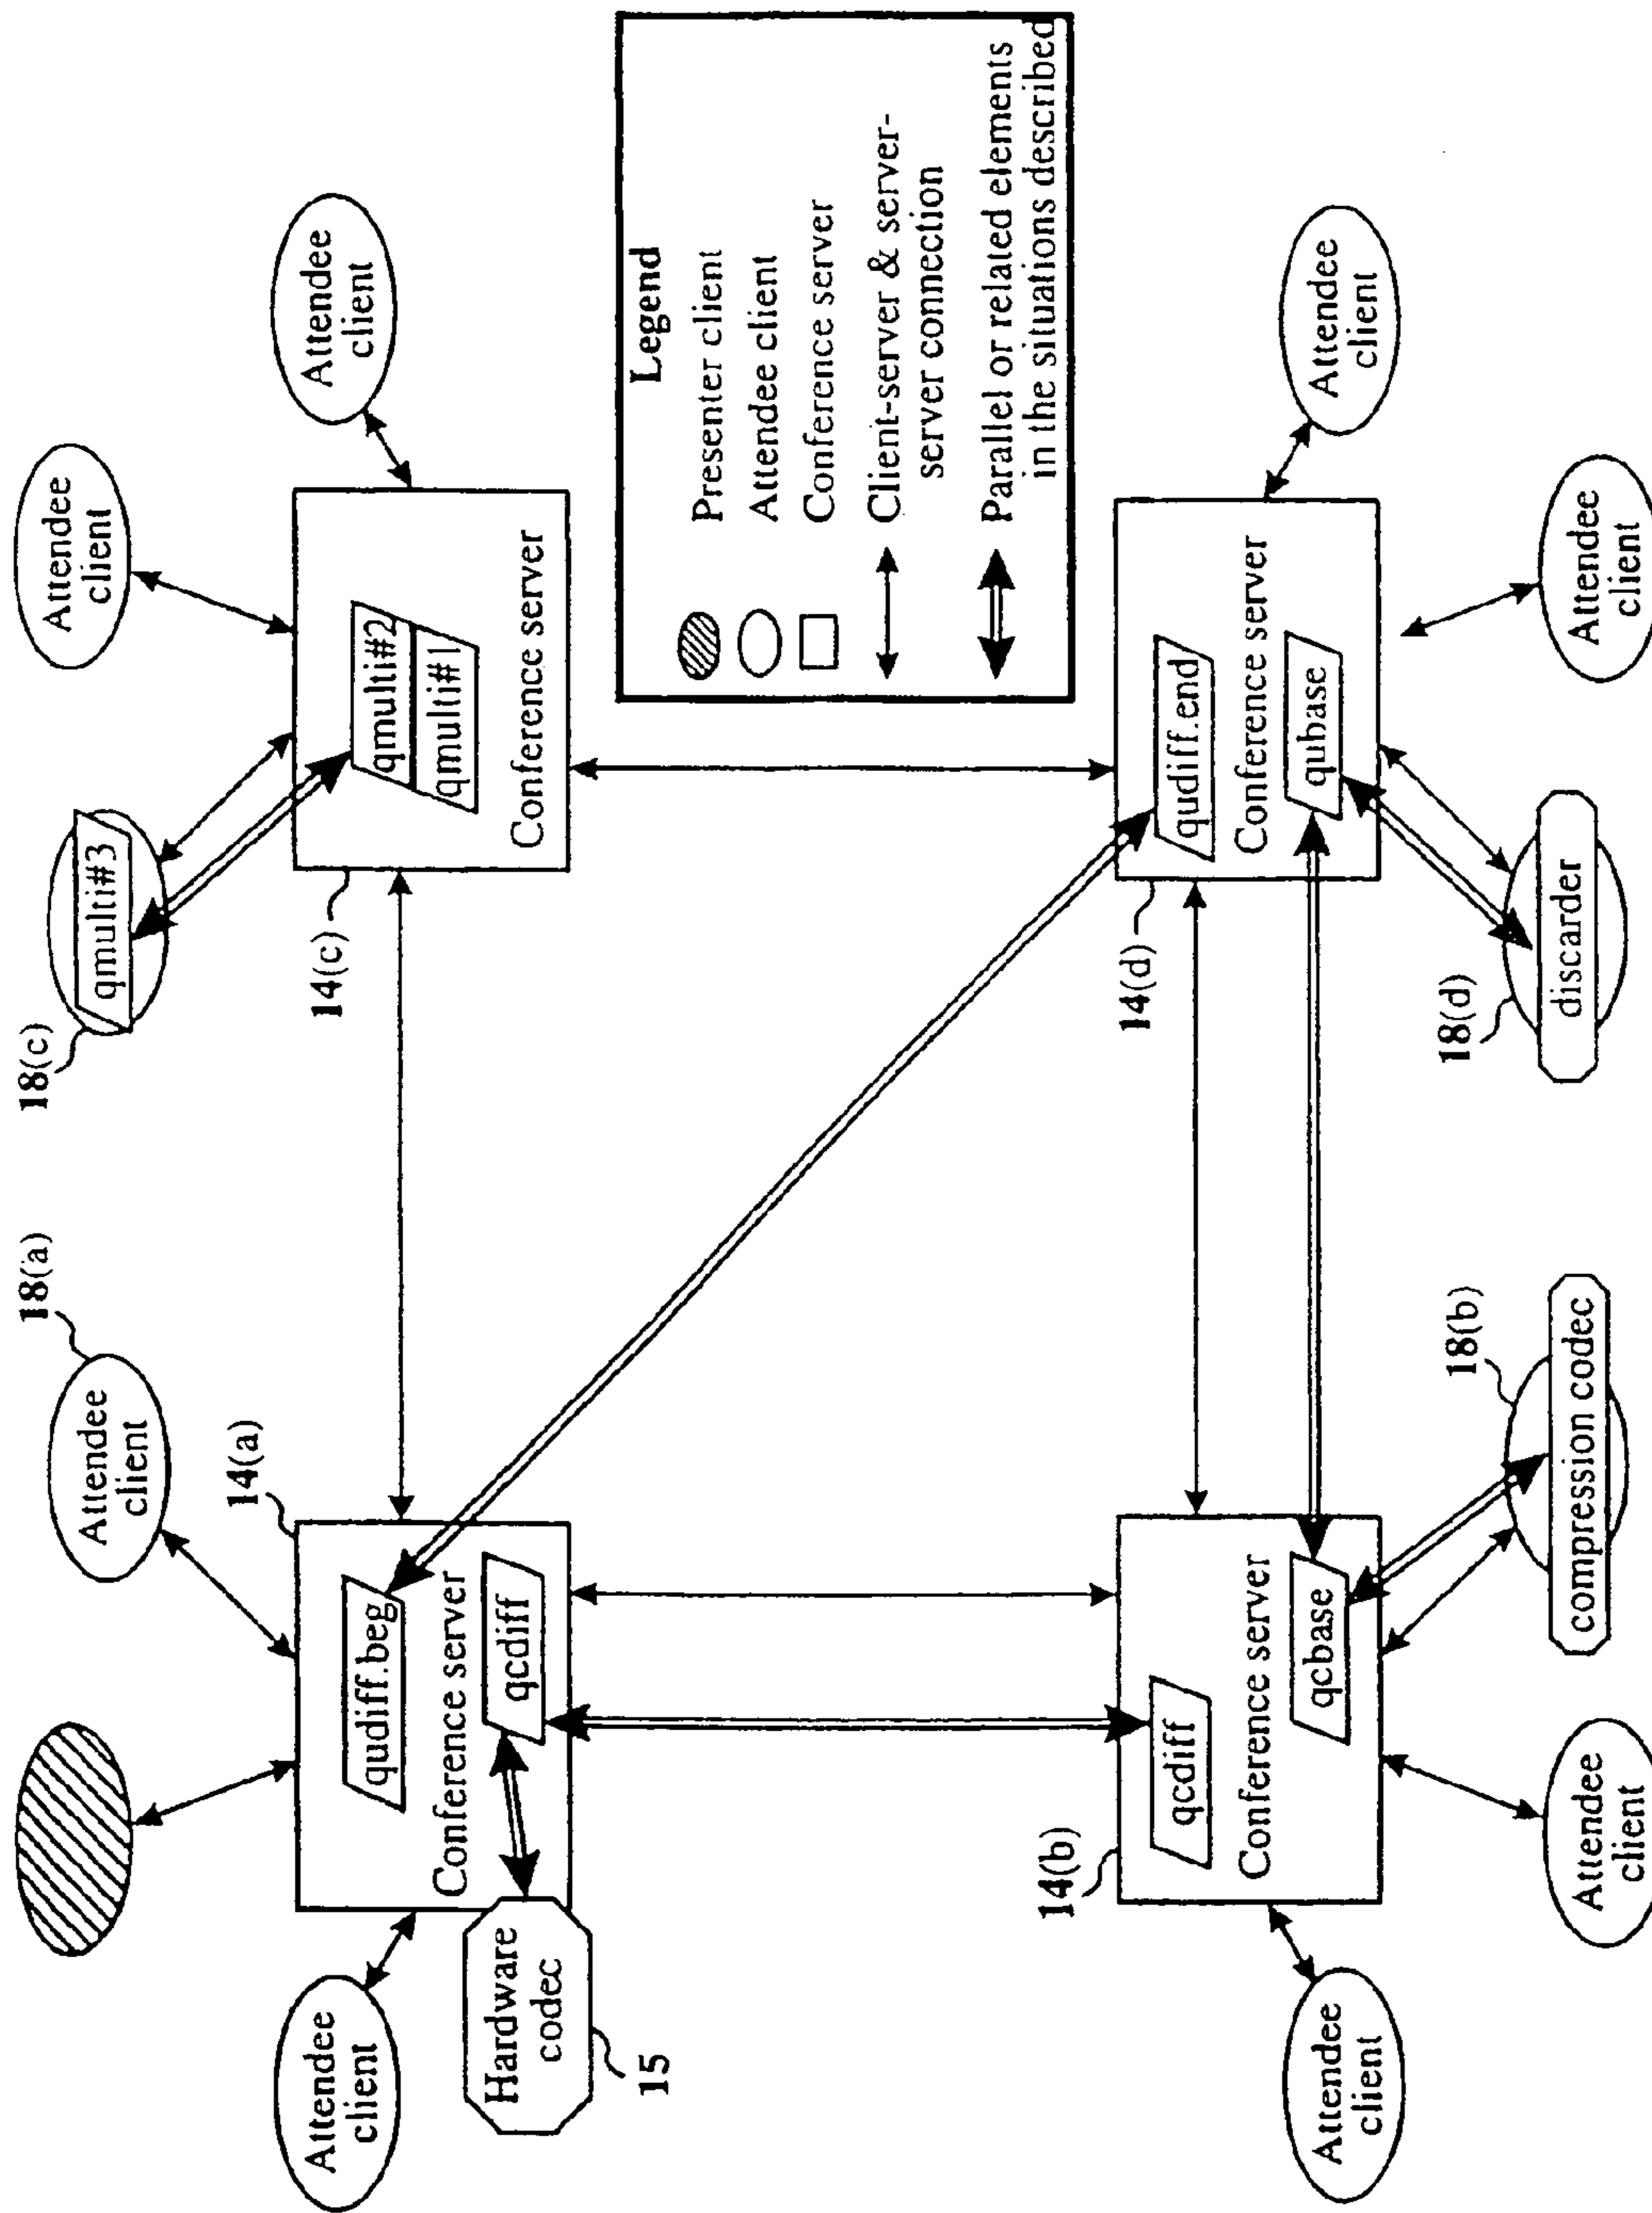 Attendee
client
18(a)
18(c)
qmulti#3
Attendee
client
14(a)
qudiff.beg
Conference server
qcdiff
Attendee
client
Hardware
codec
15
14(c)
qmulti#2
qmulti#1
Conference server
Attendee
client
Legend
Presenter client
Attendee client
Conference server
Client-server & server-
server connection
Parallel or related elements
in the situations described
14(b)
qcdiff
Conference server
qcbase
Attendee
client
Attendee
client
18(b)
compression codec
14(d)
qudiff.end
Conference server
qubase
18(d)
discarder
Attendee
client
Attendee
client